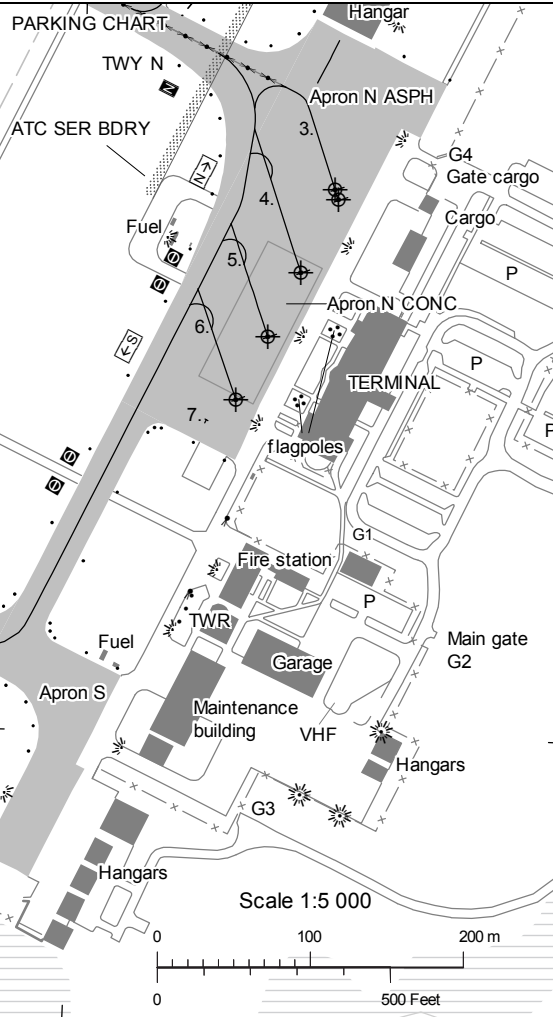 Hangar
PARKING CHART
TWY N
N
Apron N ASPH
3.
ATC SER BDRY
G4
Gate cargo
N
4.
Cargo
Fuel
5.
P
Apron N CONC
6.
S
P
TERMINAL
7.
P
flagpoles
G1
Fire station
P
TWR
Fuel
Main gate
G2
Garage
Apron S
Maintenance
building
VHF
Hangars
G3
Hangars
Scale 1:5 000
0 100 200 m
0 500 Feet